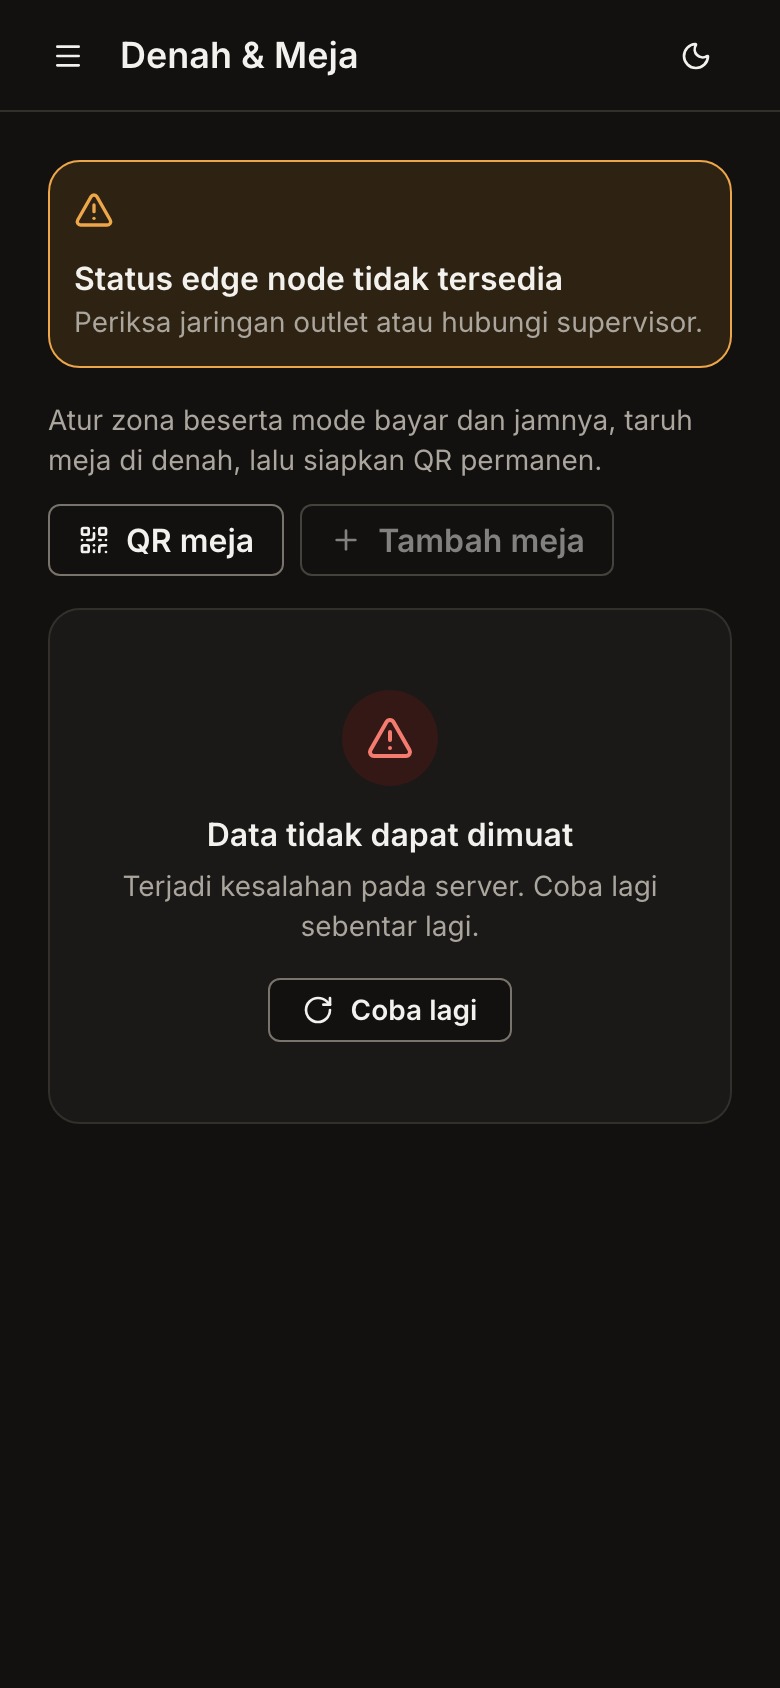 Denah & Meja
Status edge node tidak tersedia
Periksa jaringan outlet atau hubungi supervisor.
Atur zona beserta mode bayar dan jamnya, taruh
meja di denah, lalu siapkan QR permanen.
QR meja
Tambah meja
Data tidak dapat dimuat
Terjadi kesalahan pada server. Coba lagi
sebentar lagi.
Coba lagi